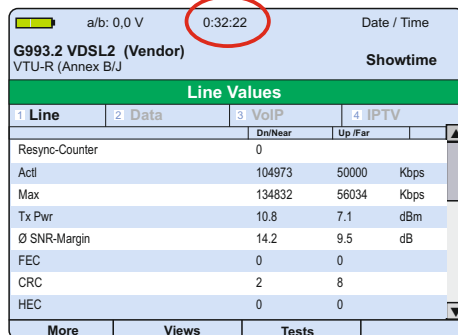 a/b: 0,0 V 0:32:22 Date / Time
G993.2 VDSL2 (Vendor)
VTU-R (Annex B/J Showtime
Line Values
1 Line 2 Data 3 VoIP 4 IPTV
Dn/Near Up /Far
Resync-Counter 0
Actl 104973 50000 Kbps
Max 134832 56034 Kbps
Tx Pwr 10.8 7.1 dBm
Ø SNR-Margin 14.2 9.5 dB
FEC 0 0
CRC 2 8
HEC 0 0
More Views Tests